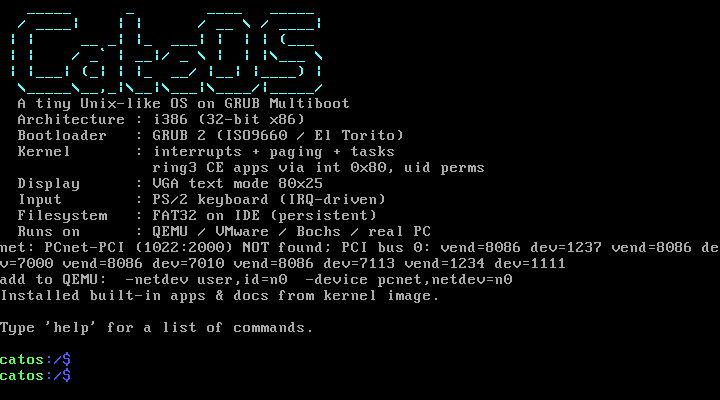 CateOS
A tiny Unix-like OS on GRUB Multiboot
Architecture : i386 (32-bit x86)
Bootloader   : GRUB 2 (ISO9660 / El Torito)
Kernel       : interrupts + paging + tasks
ring3 CE apps via int 0x80, uid perms
Display      : VGA text mode 80x25
Input        : PS/2 keyboard (IRQ-driven)
Filesystem   : FAT32 on IDE (persistent)
Runs on      : QEMU / VMware / Bochs / real PC
net: PCnet-PCI (1022:2000) NOT found; PCI bus 0: vend=8086 dev=1237 vend=8086 de
v=7000 vend=8086 dev=7010 vend=8086 dev=7113 vend=1234 dev=1111
add to QEMU:  -netdev user,id=n0  -device pcnet,netdev=n0
Installed built-in apps & docs from kernel image.
Type 'help' for a list of commands.
catos:/$
catos:/$